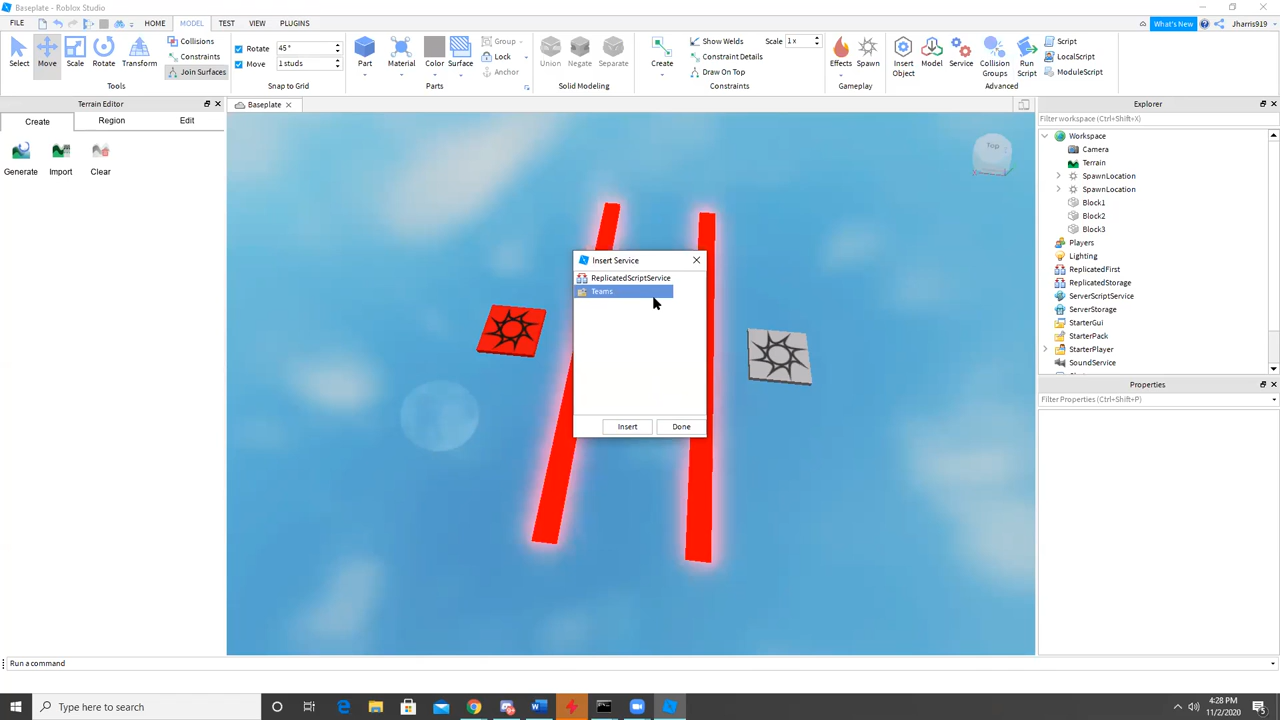 Baseplate - Roblox Studio
FILE HOME MODEL TEST VIEW PLUGINS What's New Jharris919
Select Move Scale Rotate Transform
Collisions
Constraints
Join Surfaces
Tools
Rotate 45 °
Move 1 studs
Snap to Grid
Part Material Color Surface
Group
Lock
Anchor
Parts
Union Negate Separate
Solid Modeling
Create
Show Welds Scale 1 x
Constraint Details
Draw On Top
Constraints
Effects Spawn
Gameplay
Insert Object Model Service Collision Groups Run Script
Script
LocalScript
ModuleScript
Advanced
Terrain Editor
Create Region Edit
Generate Import Clear
Baseplate
Top
Insert Service
ReplicatedScriptService
Teams
Insert Done
Explorer
Filter workspace (Ctrl+Shift+X)
Workspace
Camera
Terrain
SpawnLocation
SpawnLocation
Block1
Block2
Block3
Players
Lighting
ReplicatedFirst
ReplicatedStorage
ServerScriptService
ServerStorage
StarterGui
StarterPack
StarterPlayer
SoundService
Properties
Filter Properties (Ctrl+Shift+P)
Run a command
Type here to search
4:28 PM
11/2/2020